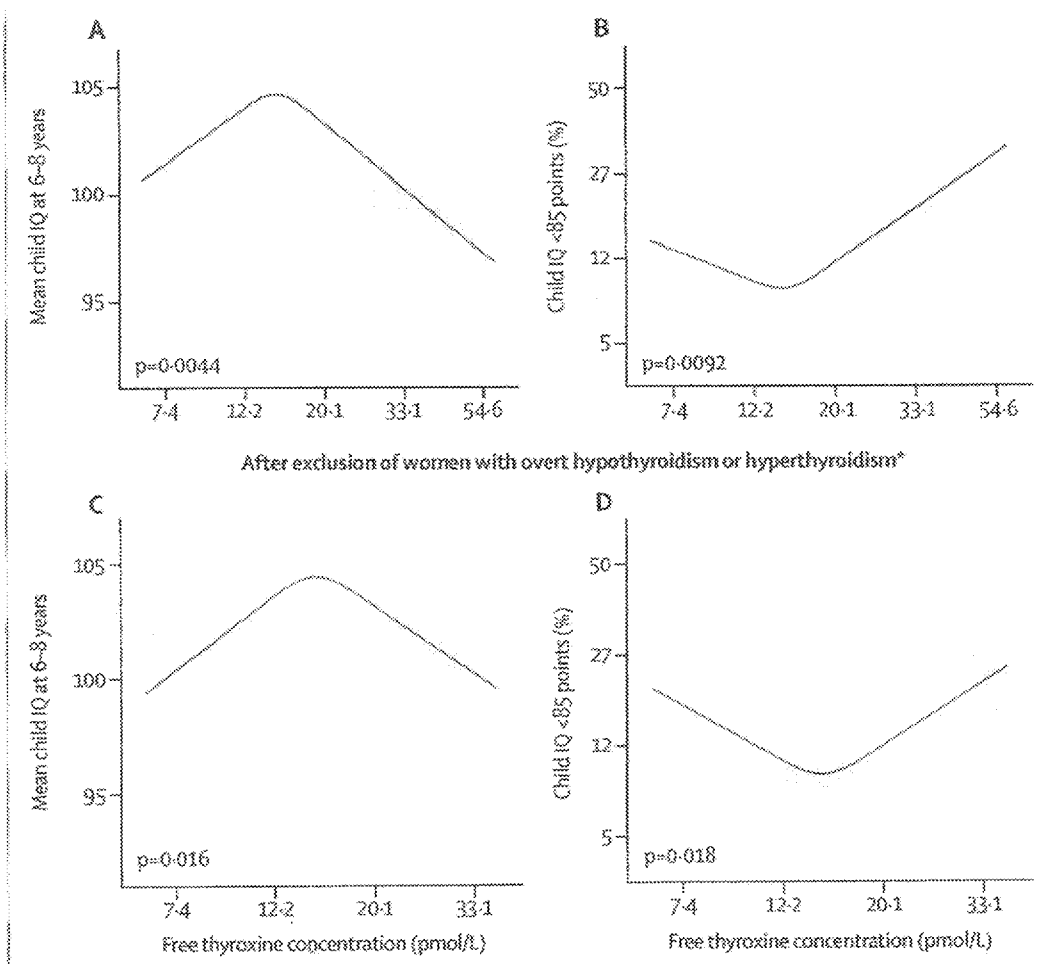 A
Mean child IQ at 6–8 years
105
100
95
p=0·0044
7·4 12·2 20·1 33·1 54·6
B
Child IQ <85 points (%)
50
27
12
5
p=0·0092
7·4 12·2 20·1 33·1 54·6
After exclusion of women with overt hypothyroidism or hyperthyroidism*
C
Mean child IQ at 6–8 years
105
100
95
p=0·016
7·4 12·2 20·1 33·1
Free thyroxine concentration (pmol/L)
D
Child IQ <85 points (%)
50
27
12
5
p=0·018
7·4 12·2 20·1 33·1
Free thyroxine concentration (pmol/L)